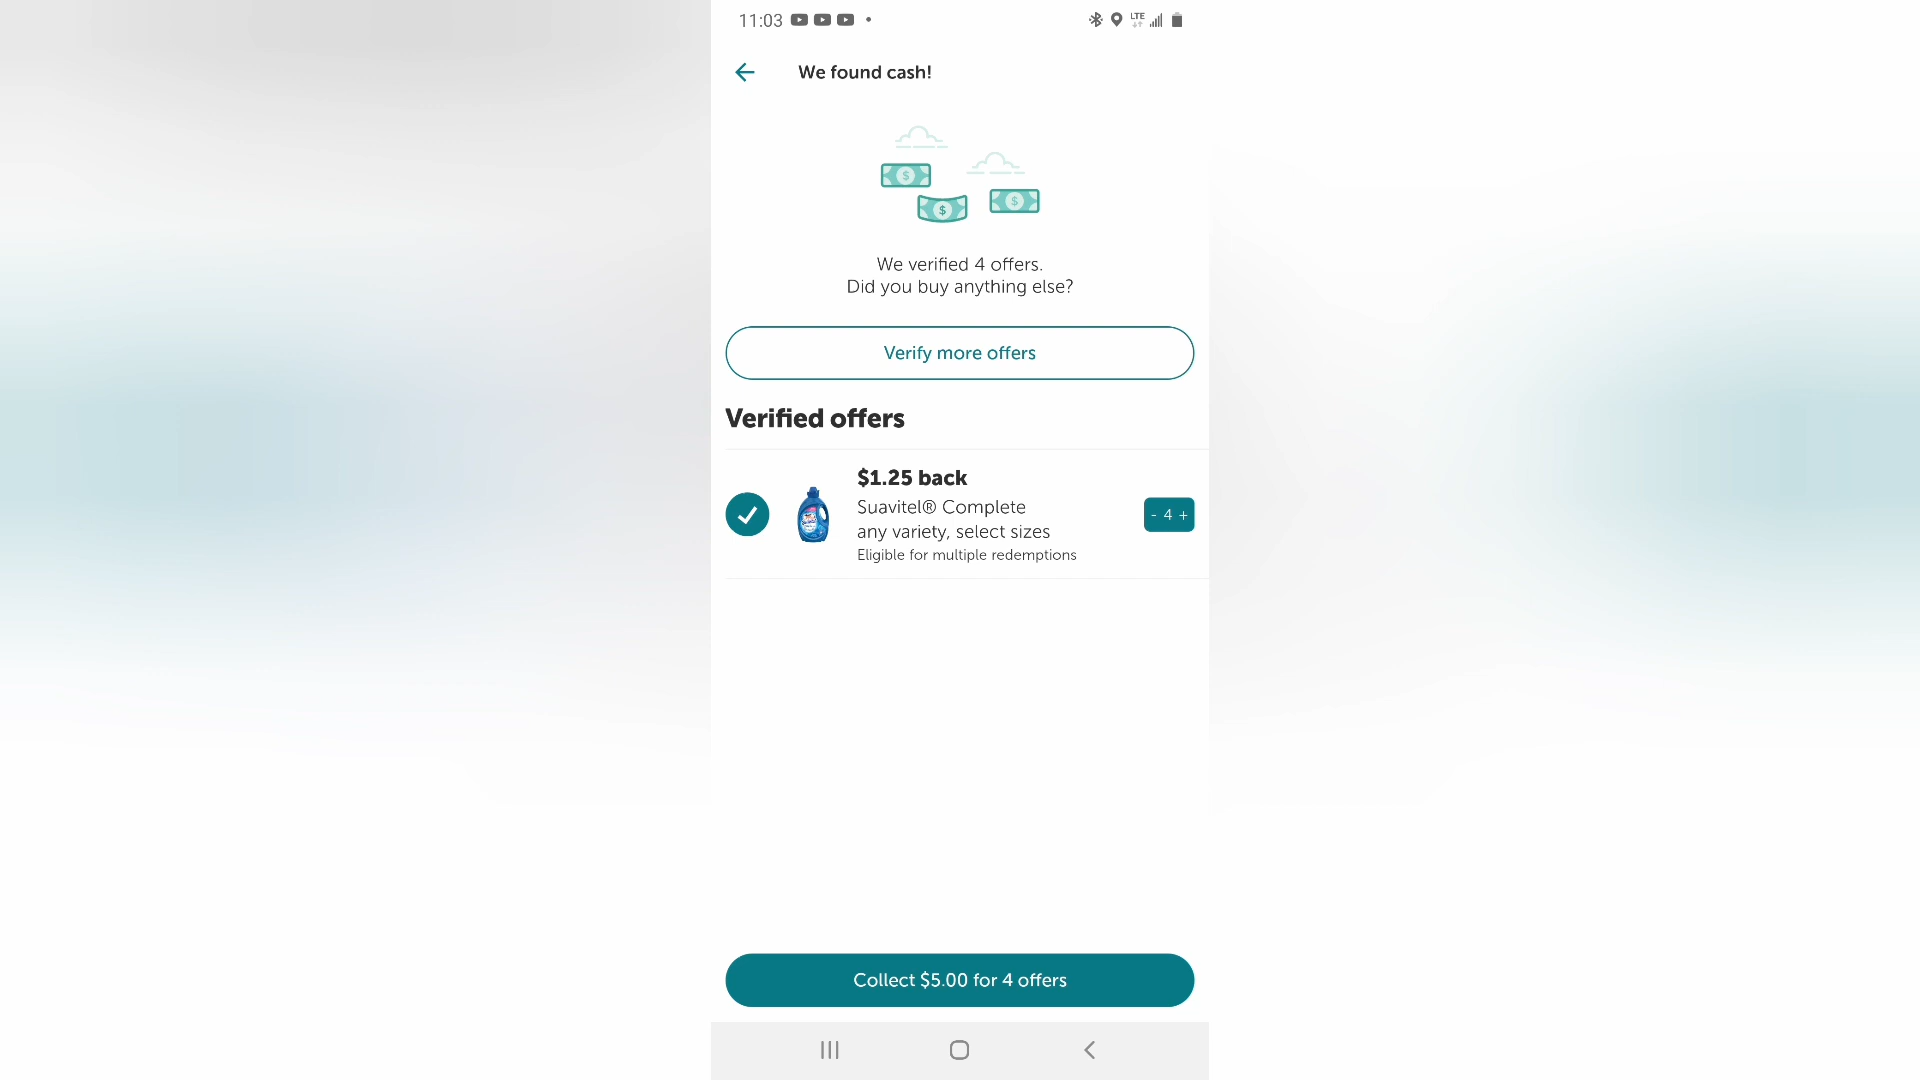 11:03
LTE
We found cash!
$
$
$
We verified 4 offers.
Did you buy anything else?
Verify more offers
Verified offers
$1.25 back
Suavitel® Complete
any variety, select sizes
Eligible for multiple redemptions
- 4 +
Collect $5.00 for 4 offers